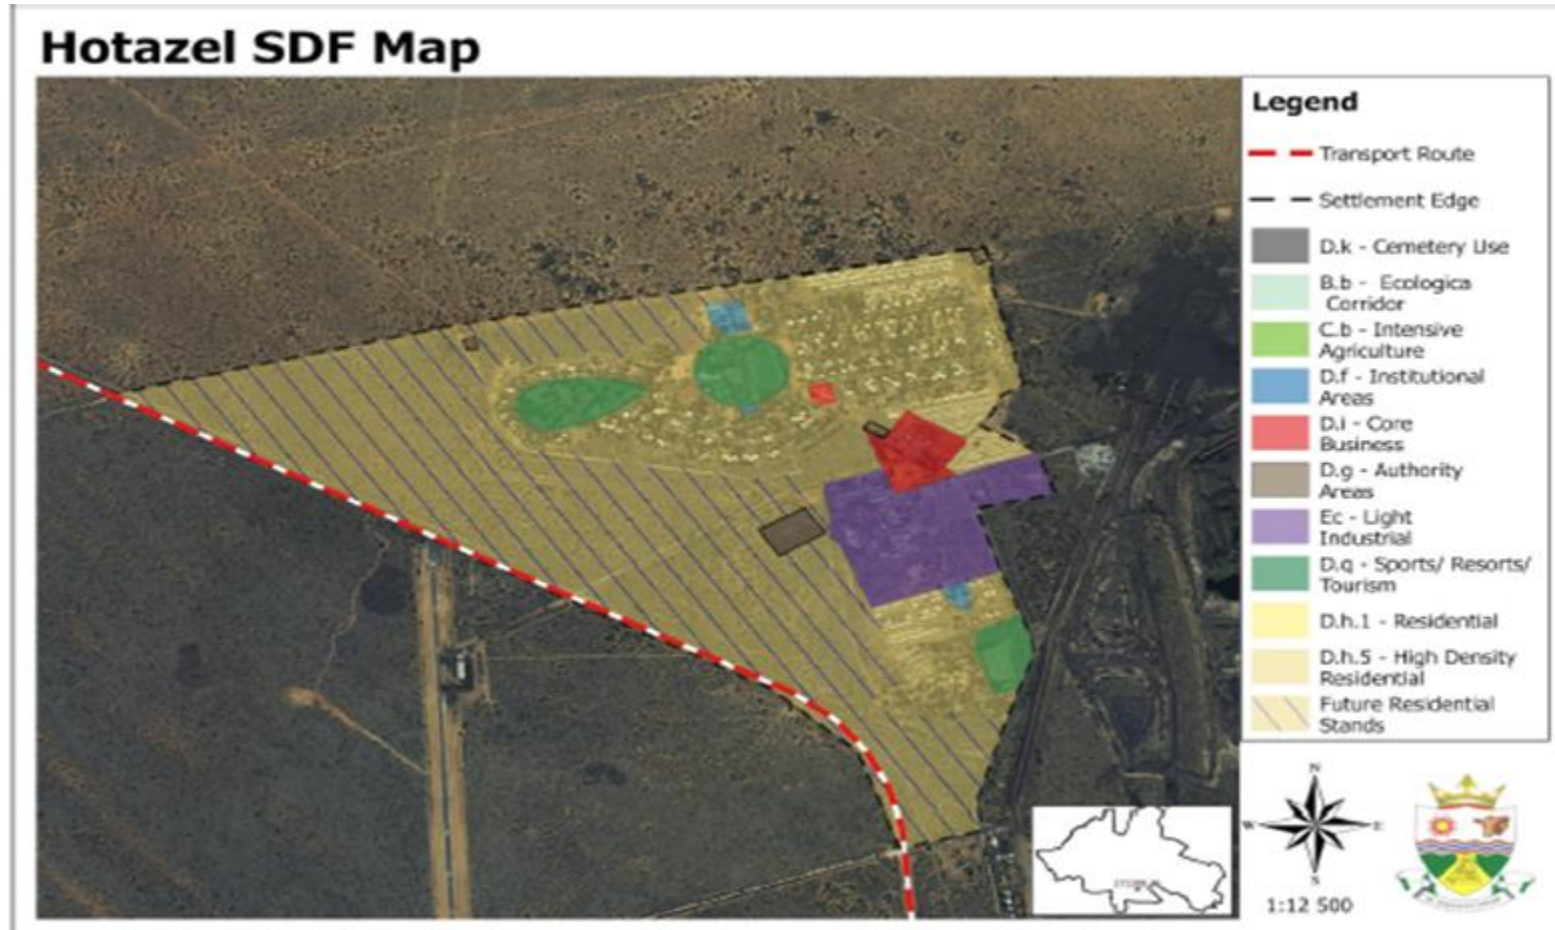 Hotazel SDF Map
Legend
Transport Route
Settlement Edge
D.k - Cemetery Use
B.b - Ecologica
Corridor
C.b - Intensive
Agriculture
D.f - Institutional
Areas
D.i - Core
Business
D.g - Authority
Areas
Ec - Light
Industrial
D.q - Sports/ Resorts/
Tourism
D.h.1 - Residential
D.h.5 - High Density
Residential
Future Residential
Stands
N
W
E
S
1:12 500